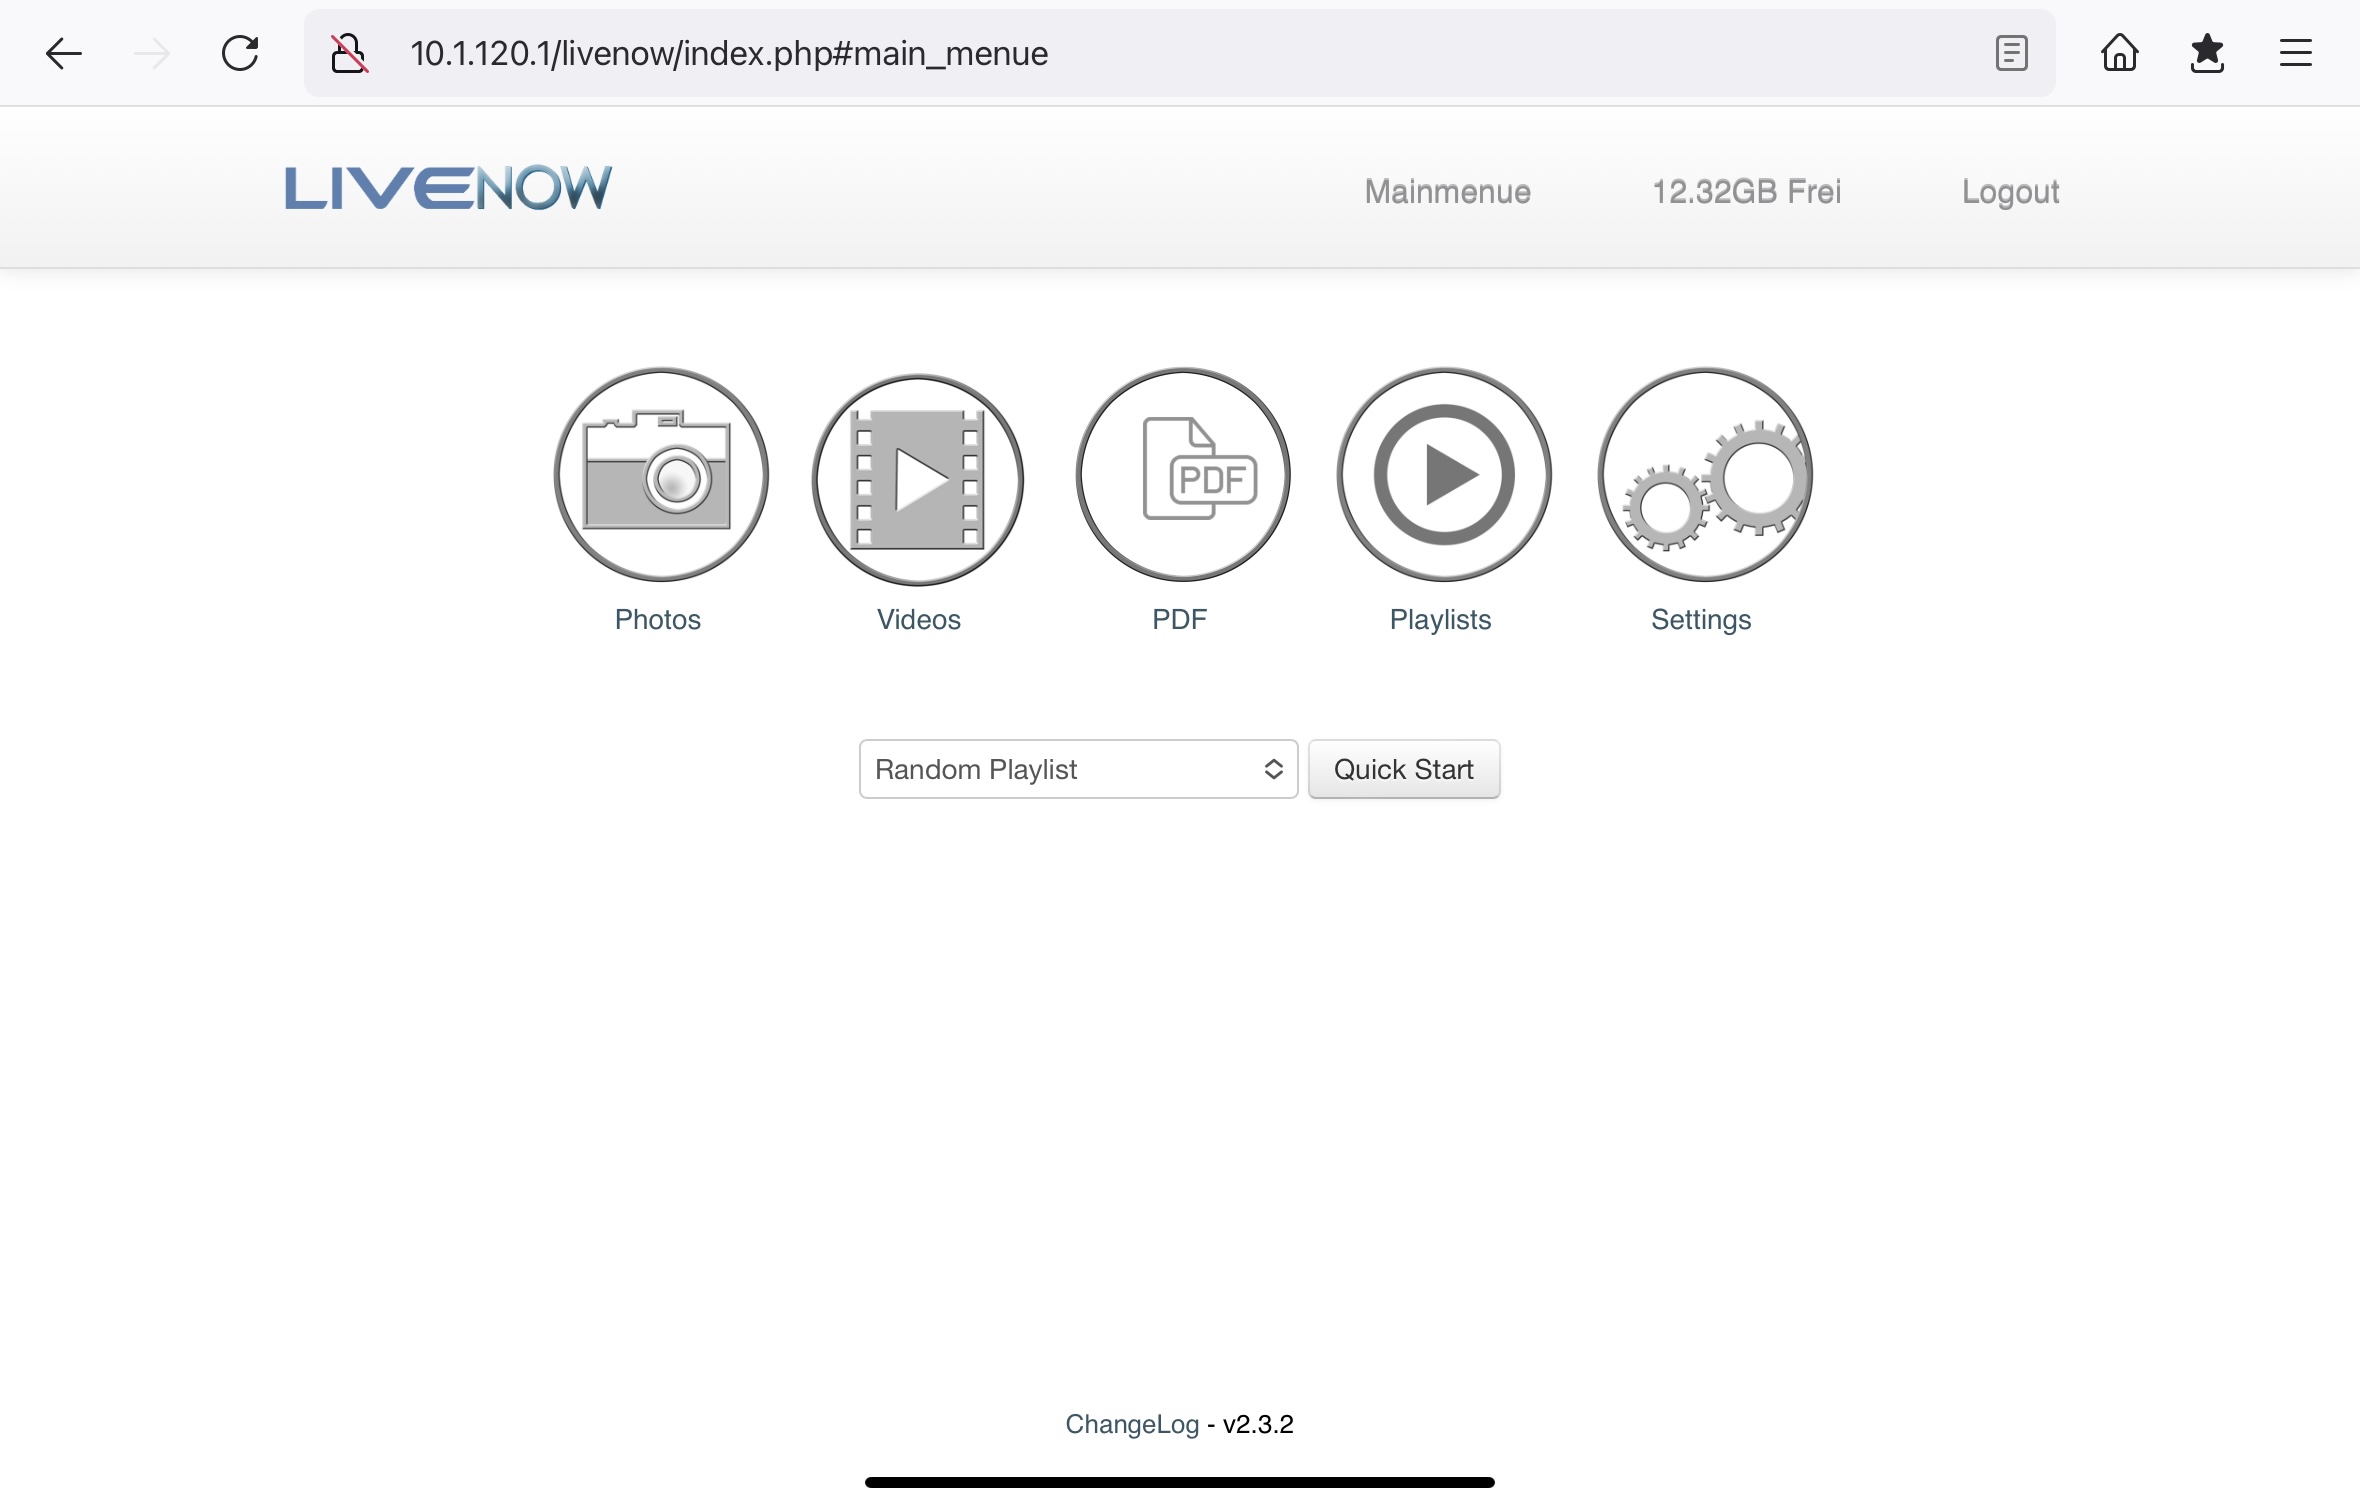 10.1.120.1/livenow/index.php#main_menue
LIVENOW
Mainmenue 12.32GB Frei Logout
PDF
Photos Videos PDF Playlists Settings
Random Playlist Quick Start
ChangeLog - v2.3.2